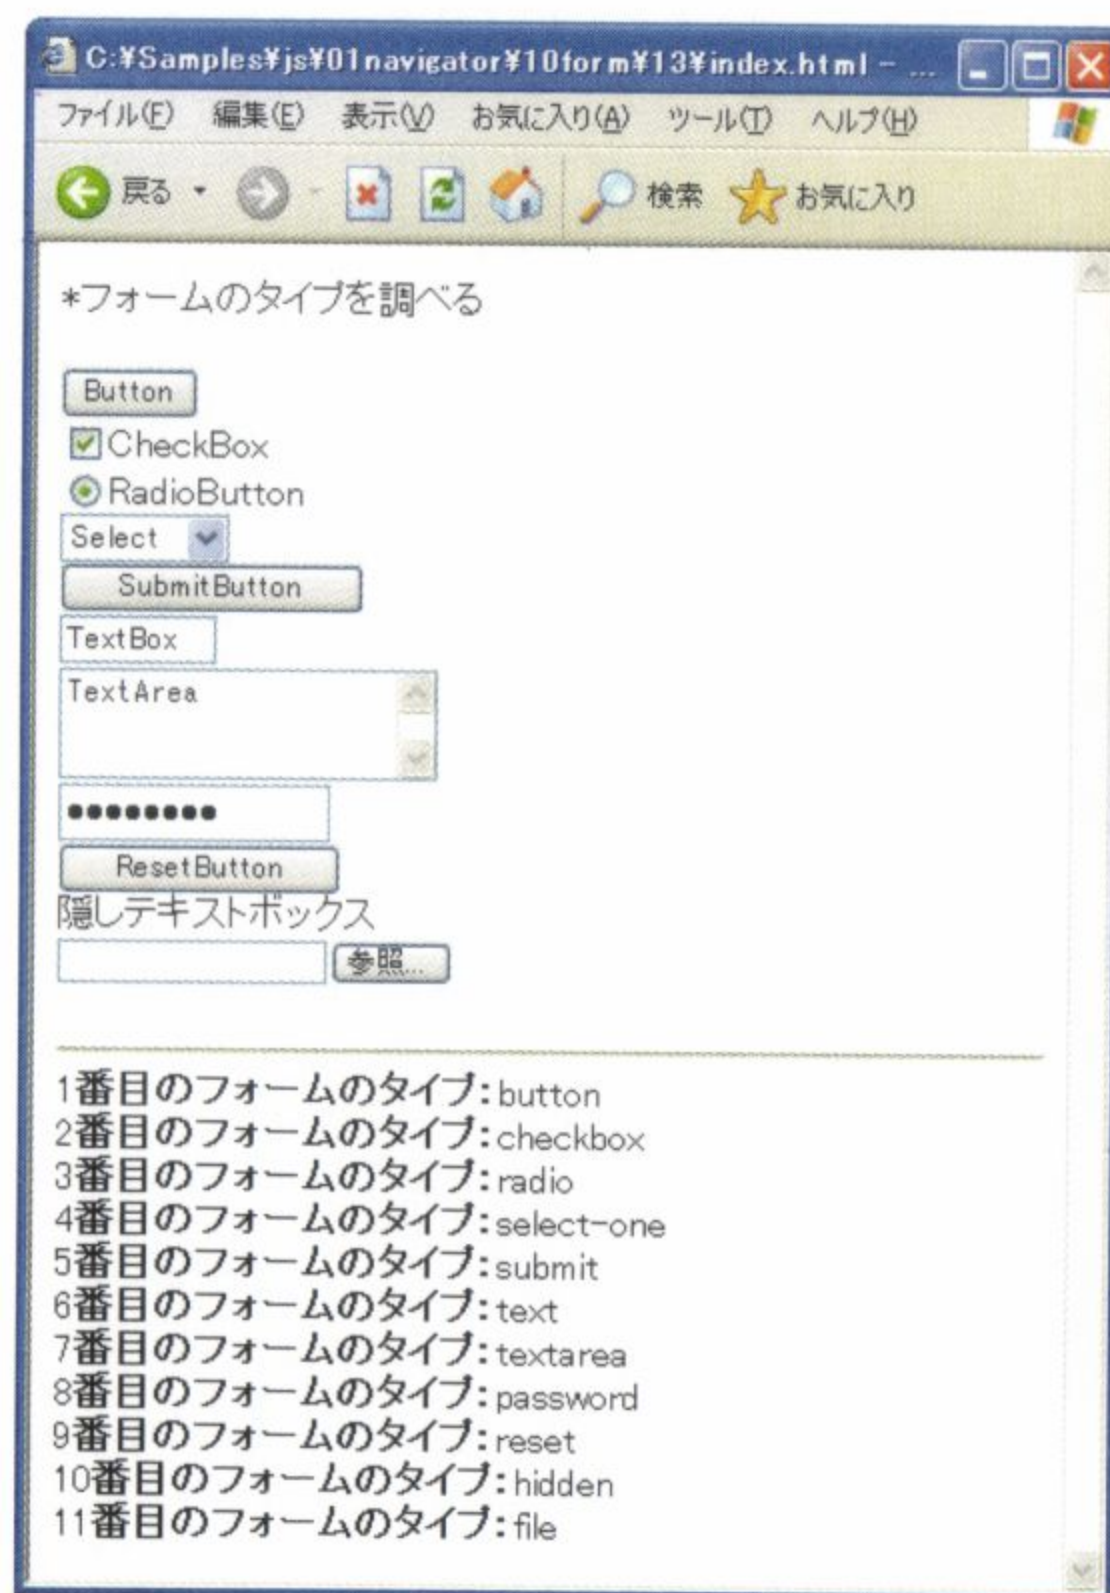 C:¥Samples¥js¥01navigator¥10form¥13¥index.html - ...
ファイル(F) 編集(E) 表示(V) お気に入り(A) ツール(T) ヘルプ(H)
戻る 検索 お気に入り
*フォームのタイプを調べる
Button
CheckBox
RadioButton
Select
SubmitButton
TextBox
TextArea
●●●●●●●●
ResetButton
隠しテキストボックス
参照...
1番目のフォームのタイプ:button
2番目のフォームのタイプ:checkbox
3番目のフォームのタイプ:radio
4番目のフォームのタイプ:select-one
5番目のフォームのタイプ:submit
6番目のフォームのタイプ:text
7番目のフォームのタイプ:textarea
8番目のフォームのタイプ:password
9番目のフォームのタイプ:reset
10番目のフォームのタイプ:hidden
11番目のフォームのタイプ:file